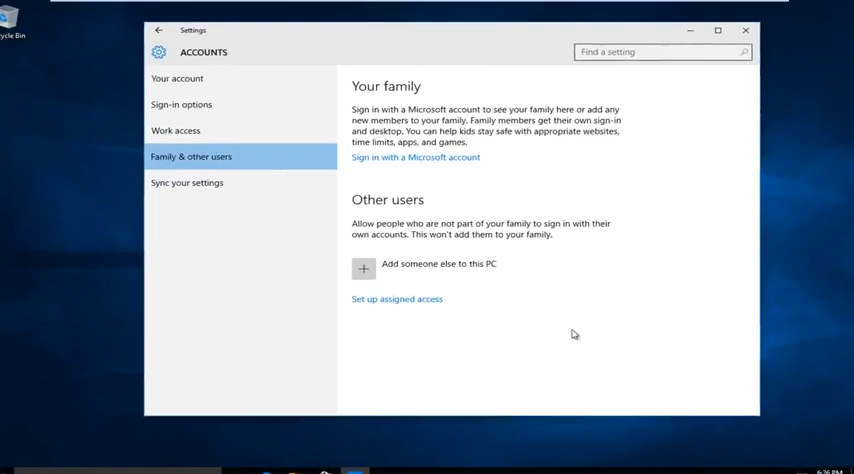 Settings
ACCOUNTS
Find a setting
Your account
Sign-in options
Work access
Family & other users
Sync your settings
Your family
Sign in with a Microsoft account to see your family here or add any
new members to your family. Family members get their own sign-in
and desktop. You can help kids stay safe with appropriate websites,
time limits, apps, and games.
Sign in with a Microsoft account
Other users
Allow people who are not part of your family to sign in with their
own accounts. This won't add them to your family.
Add someone else to this PC
Set up assigned access
cycle Bin
6:26 PM